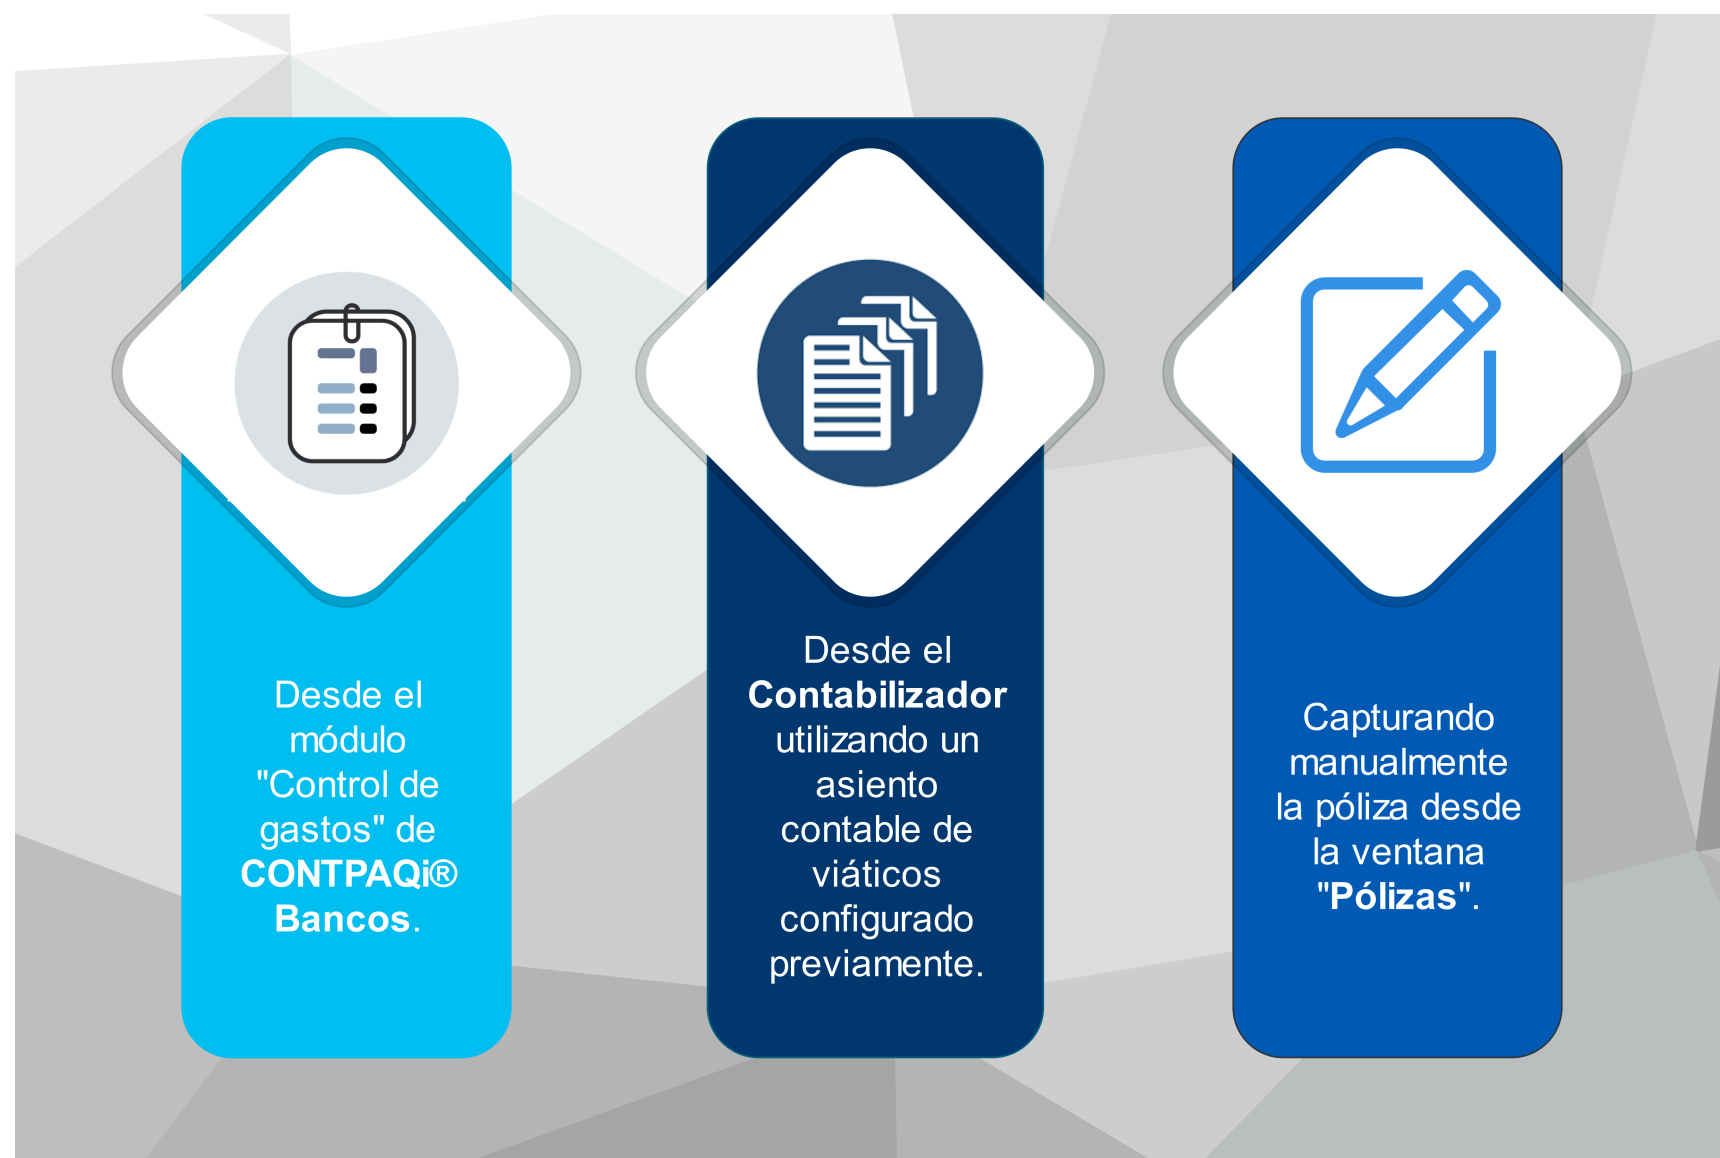 Desde el
módulo
"Control de
gastos" de
CONTPAQi®
Bancos.
Desde el
Contabilizador
utilizando un
asiento
contable de
viáticos
configurado
previamente.
Capturando
manualmente
la póliza desde
la ventana
"Pólizas".